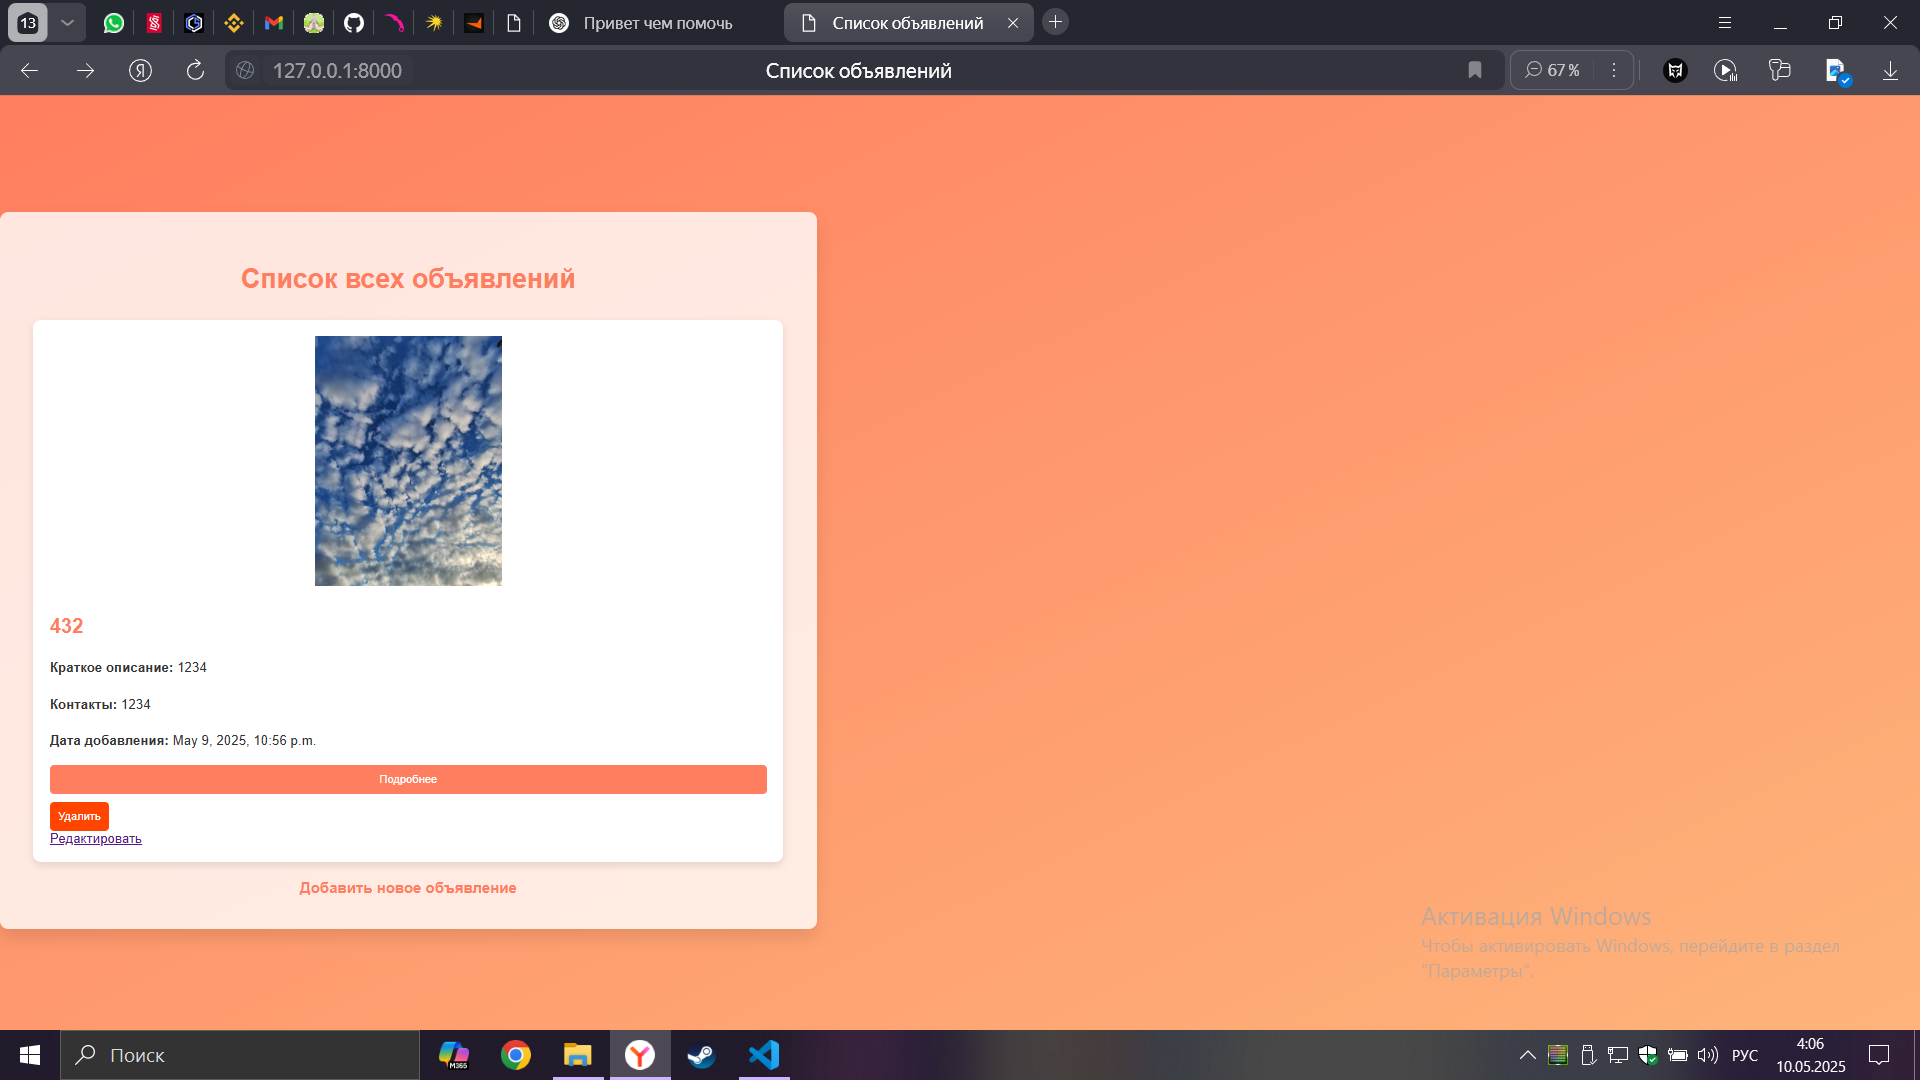 13
Привет чем помочь
Список объявлений
Я
127.0.0.1:8000
Список объявлений
67 %
Список всех объявлений
432
Краткое описание: 1234
Контакты: 1234
Дата добавления: May 9, 2025, 10:56 p.m.
Подробнее
Удалить
Редактировать
Добавить новое объявление
Активация Windows
Чтобы активировать Windows, перейдите в раздел
"Параметры".
Поиск
M365
РУС
4:06
10.05.2025